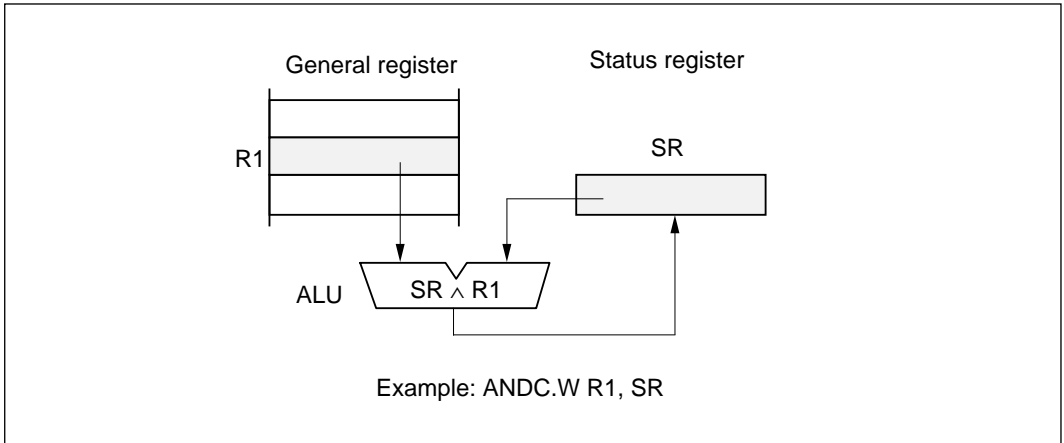 General register
Status register
R1
SR
ALU
SR ∧ R1
Example: ANDC.W R1, SR